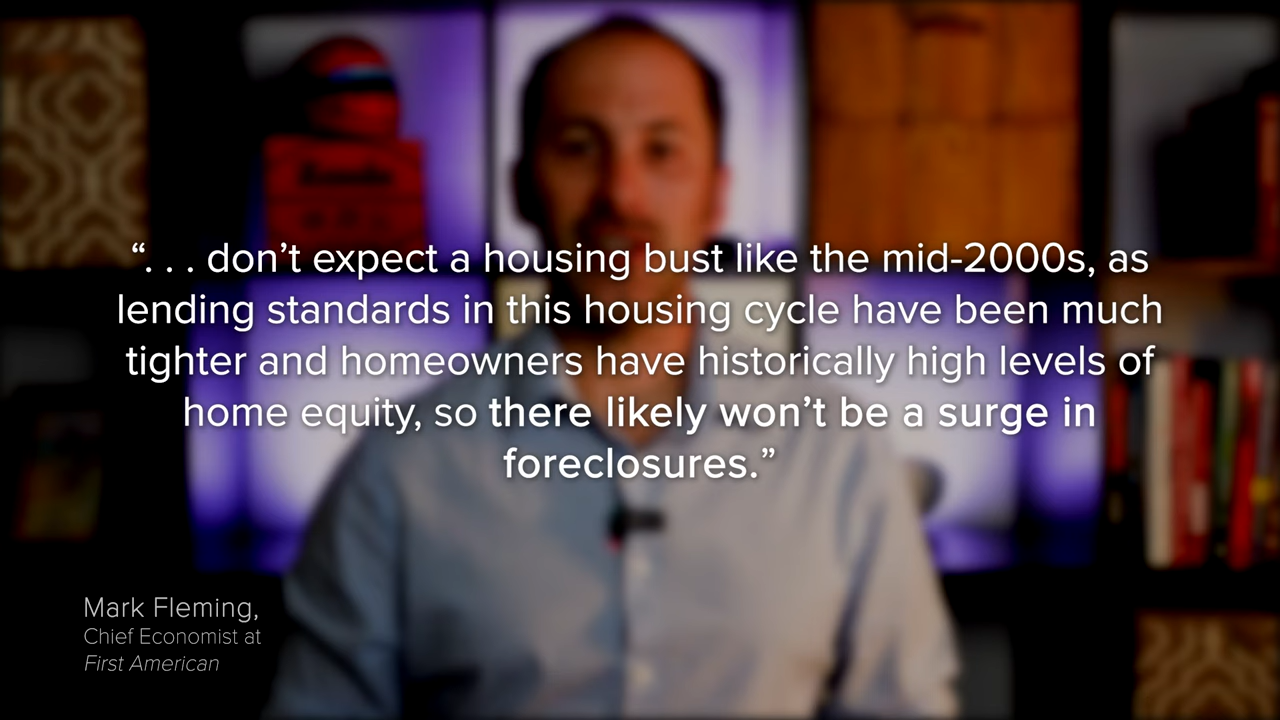 “. . . don’t expect a housing bust like the mid-2000s, as
lending standards in this housing cycle have been much
tighter and homeowners have historically high levels of
home equity, so there likely won’t be a surge in
foreclosures.”
Mark Fleming,
Chief Economist at
First American